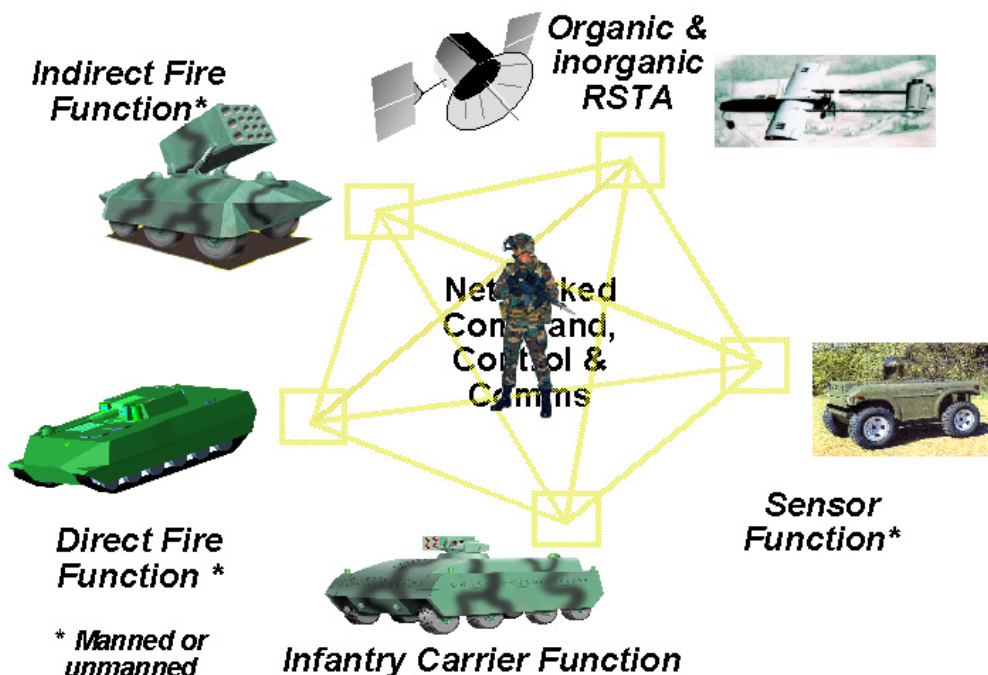 Organic &
inorganic
RSTA
Indirect Fire
Function*
Command,
Control &
Comms
Sensor
Function*
Direct Fire
Function *
* Manned or
unmanned
Infantry Carrier Function